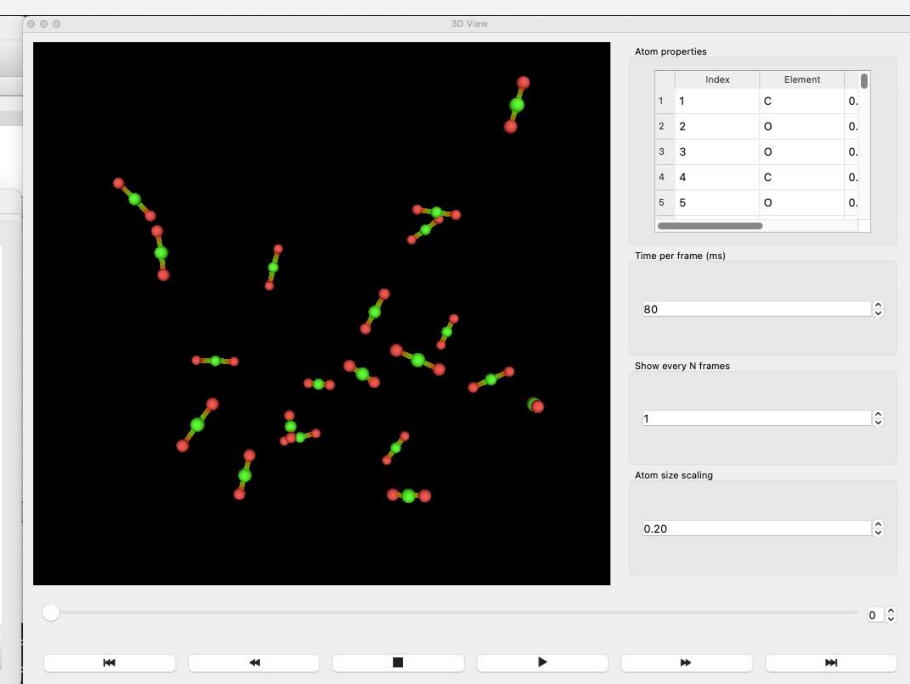 3D View
Atom properties
Index Element
1 1 C 0.
2 2 O 0.
3 3 O 0.
4 4 C 0.
5 5 O 0.
Time per frame (ms)
80
Show every N frames
1
Atom size scaling
0.20
0